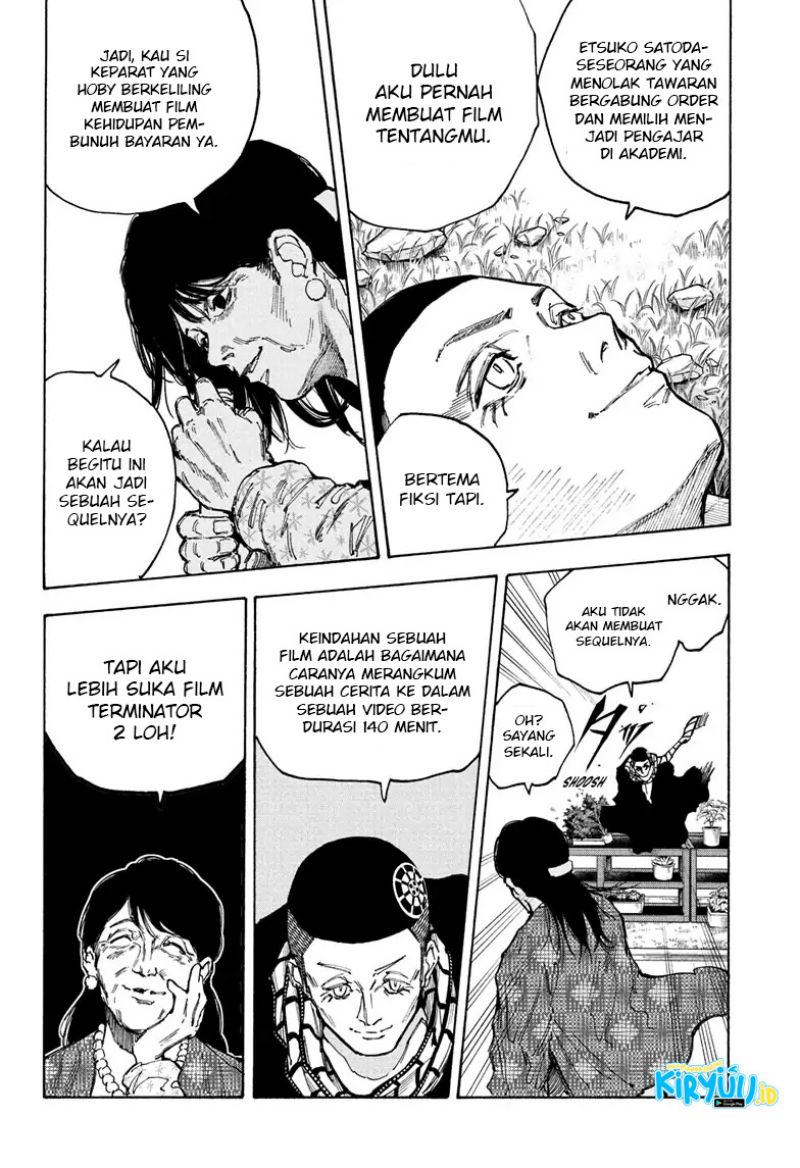 ETSUKO SATODA-
SESEORANG YANG
MENOLAK TAWARAN
BERGABUNG ORDER
DAN MEMILIH MEN-
JADI PENGAJAR
DI AKADEMI.
DULU
AKU PERNAH
MEMBUAT FILM
TENTANGMU.
BERTEMA
FIKSI TAPI.
JADI, KAU SI
KEPARAT YANG
HOBY BERKELILING
MEMBUAT FILM
KEHIDUPAN PEM-
BUNUH BAYARAN YA.
KALAU
BEGITU INI
AKAN JADI
SEBUAH SE-
QUELNYA?
NGGAK.
AKU TIDAK
AKAN MEMBUAT
SEQUELNYA.
OH?
SAYANG
SEKALI.
タッ
SHOOSH
KEINDAHAN SEBUAH
FILM ADALAH BAGAIMANA
CARANYA MERANGKUM
SEBUAH CERITA KE DALAM
SEBUAH VIDEO BER-
DURASI 140 MENIT.
TAPI AKU
LEBIH SUKA FILM
TERMINATOR
2 LOH!
KIRYUU.ID